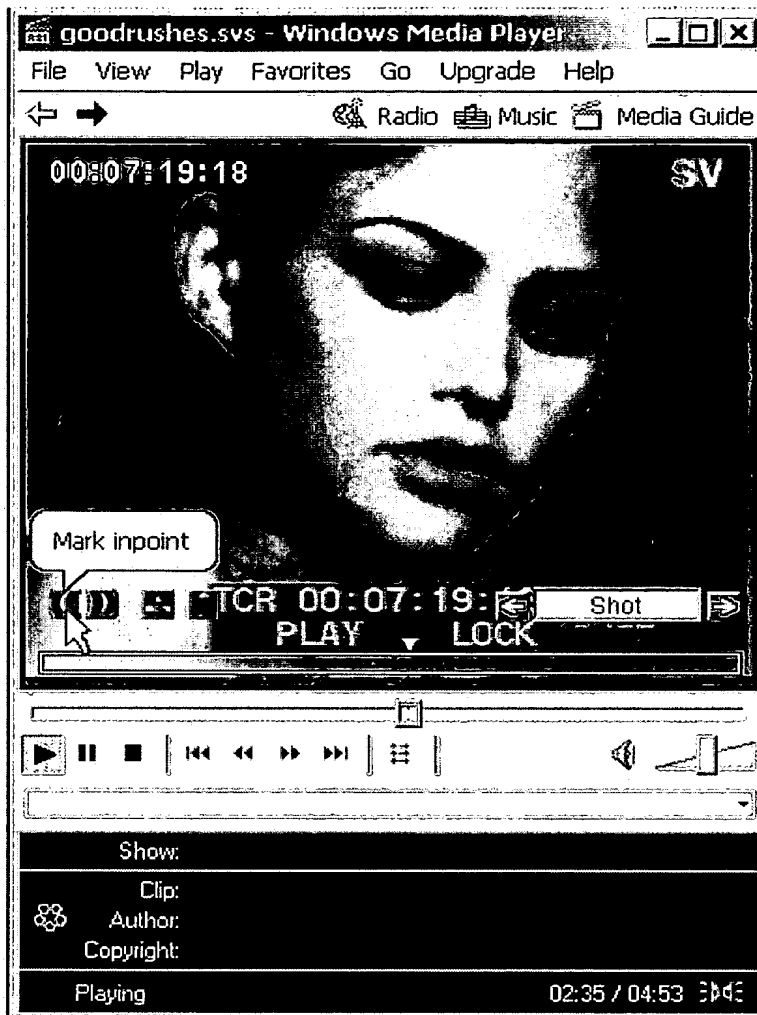 goodrushes.svs - Windows Media Player
File View Play Favorites Go Upgrade Help
Radio Music Media Guide
00:07:19:18 SV
Mark inpoint
TCR 00:07:19: Shot
PLAY LOCK
Show:
Clip:
Author:
Copyright:
Playing 02:35 / 04:53